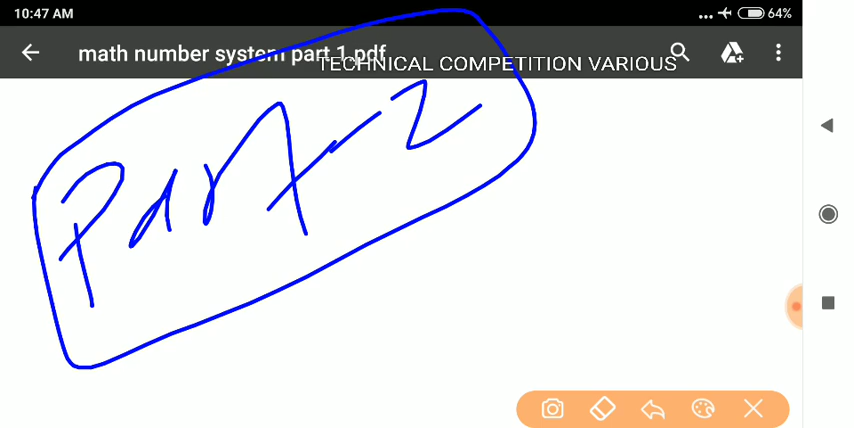 10:47 AM
64%
math number system part 1.pdf
TECHNICAL COMPETITION VARIOUS
Part-2